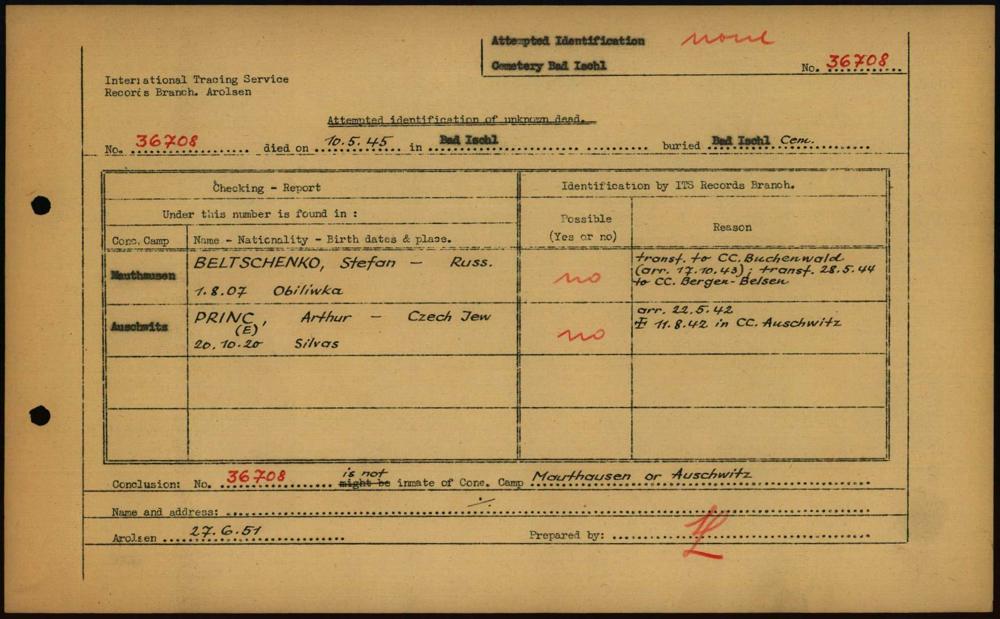 Attempted Identification none
Cemetery Bad Ischl
No. 36708
International Tracing Service
Records Branch. Arolsen
Attempted identification of unknown dead.
No. 36708 died on 10.5.45 in Bad Ischl buried Bad Ischl Cem.
Checking - Report
Identification by ITS Records Branch.
Under this number is found in :
Possible
(Yes or no)
Reason
Conc. Camp
Name - Nationality - Birth dates & place.
Mauthausen
BELTSCHENKO, Stefan - Russ.
1.8.07 Obiliwka
no
transf. to CC. Buchenwald
(arr. 17.10.43); transf. 28.5.44
to CC. Bergen-Belsen
Auschwitz
PRINC, Arthur - Czech Jew
(E)
20.10.20 Silvas
no
arr. 22.5.42
11.8.42 in CC. Auschwitz
Conclusion: No. 36708 is not
might be inmate of Conc. Camp Mauthausen or Auschwitz
Name and address: ./.
Arolsen 27.6.51
Prepared by: